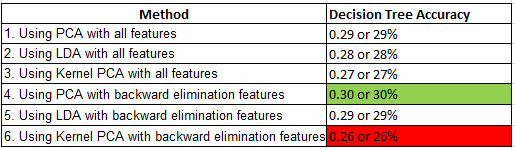 Method Decision Tree Accuracy
1. Using PCA with all features 0.29 or 29%
2. Using LDA with all features 0.28 or 28%
3. Using Kernel PCA with all features 0.27 or 27%
4. Using PCA with backward elimination features 0.30 or 30%
5. Using LDA with backward elimination features 0.29 or 29%
6. Using Kernel PCA with backward elimination features 0.26 or 26%